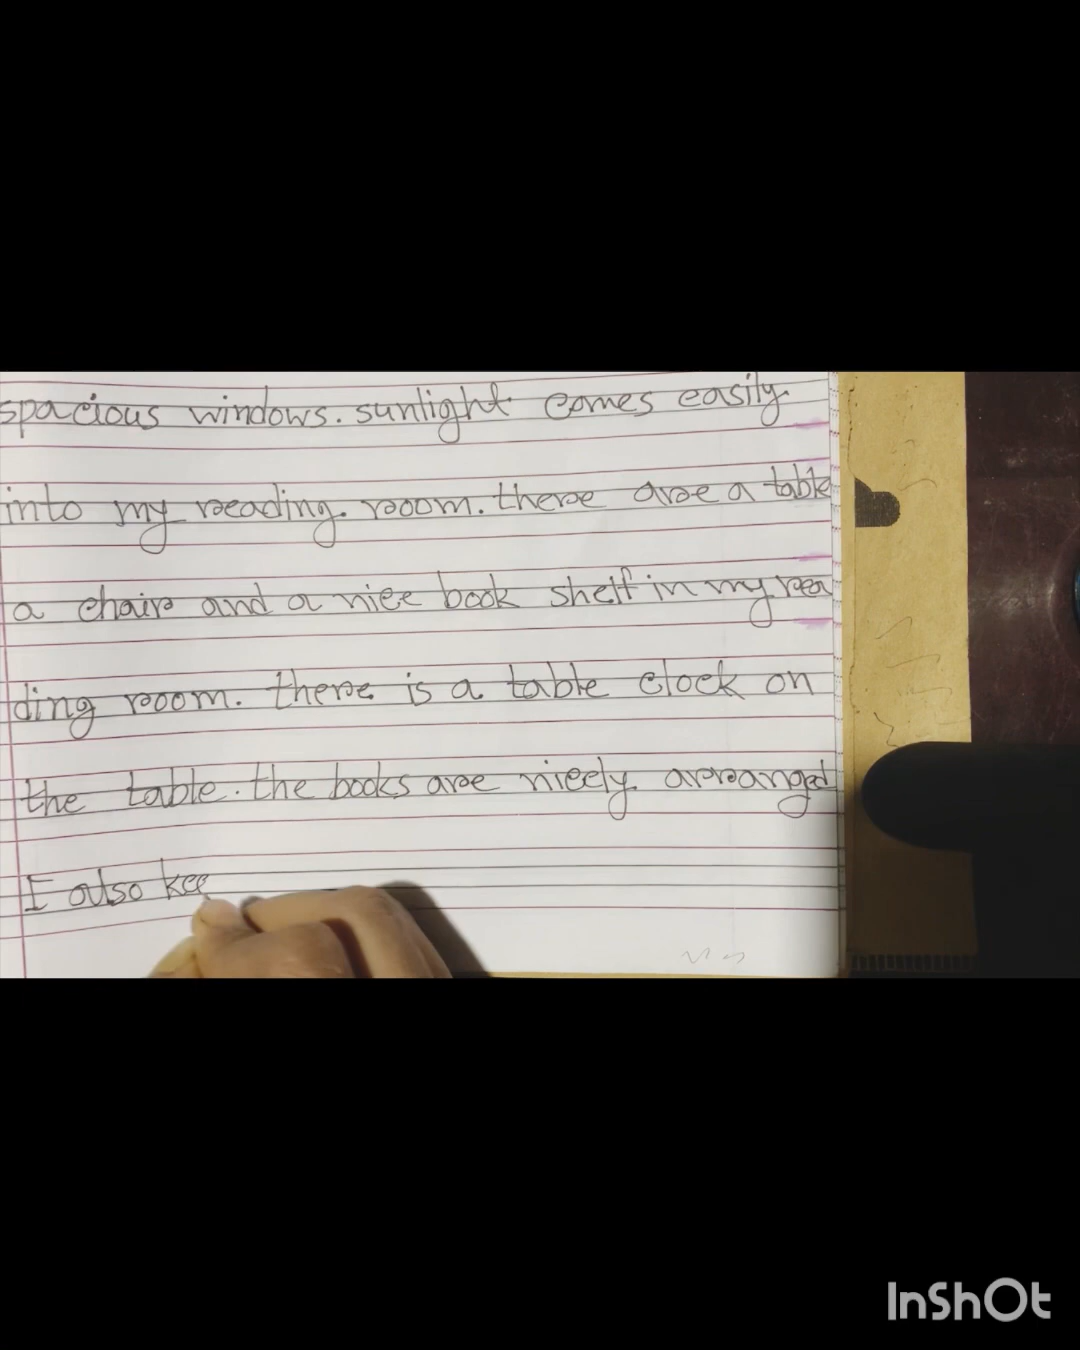 spacious windows. sunlight comes easily
into my reading room. there are a table
a chair and a nice book shelf in my rea
ding room. there is a table clock on
the table. the books are nicely arranged
I also kee
InShOt